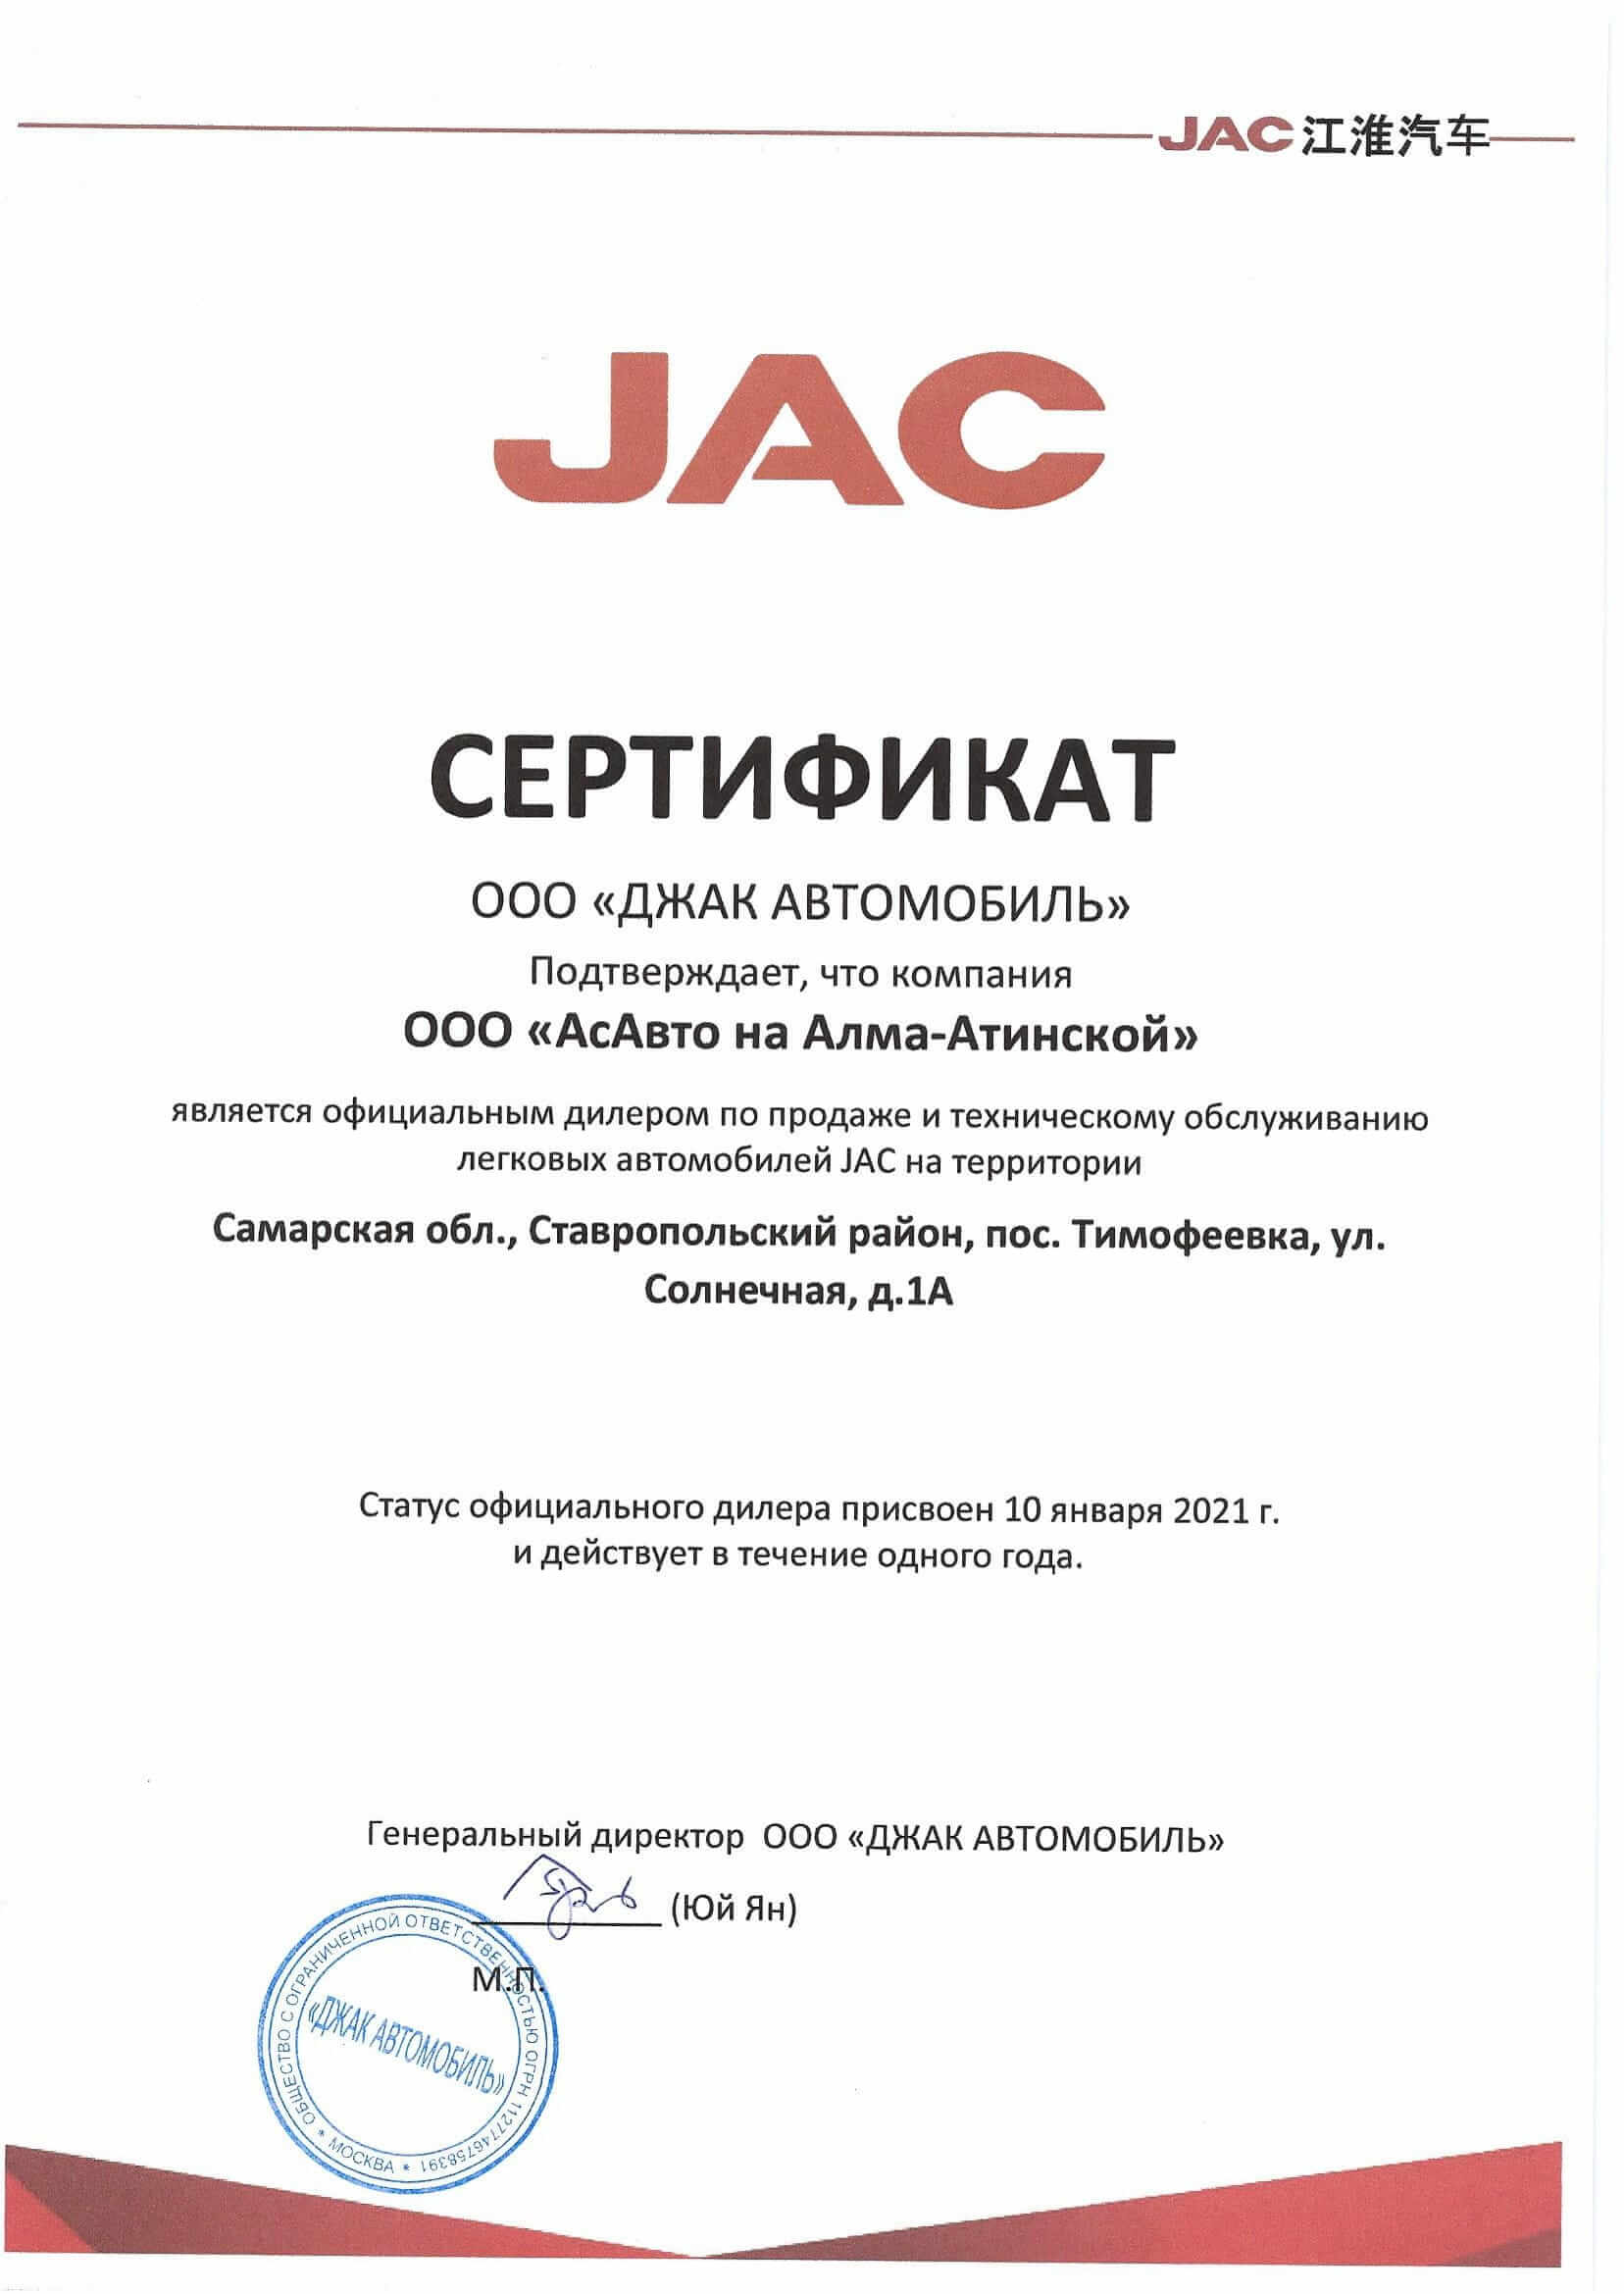 JAC 江淮汽车
JAC
СЕРТИФИКАТ
ООО «ДЖАК АВТОМОБИЛЬ»
Подтверждает, что компания
ООО «АсАвто на Алма-Атинской»
является официальным дилером по продаже и техническому обслуживанию
легковых автомобилей JAC на территории
Самарская обл., Ставропольский район, пос. Тимофеевка, ул.
Солнечная, д.1А
Статус официального дилера присвоен 10 января 2021 г.
и действует в течение одного года.
Генеральный директор ООО «ДЖАК АВТОМОБИЛЬ»
(Юй Ян)
М.П.
ОБЩЕСТВО С ОГРАНИЧЕННОЙ ОТВЕТСТВЕННОСТЬЮ ОГРН 1127746758391 * МОСКВА *
«ДЖАК АВТОМОБИЛЬ»